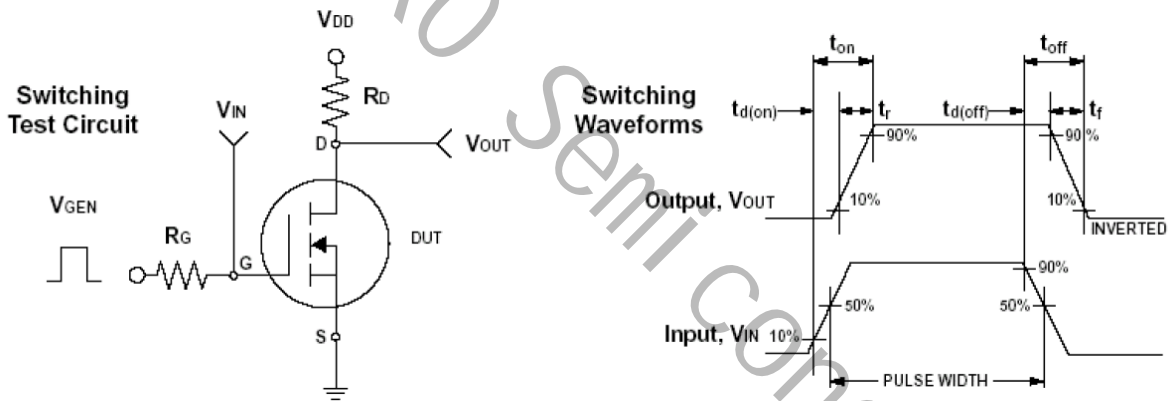 VDD
Switching
Test Circuit
VIN
RD
D
VOUT
VGEN
RG
G
DUT
S
Switching
Waveforms
ton
toff
td(on)
tr
td(off)
tf
90%
90%
Output, VOUT
10%
10%
INVERTED
90%
50%
50%
Input, VIN
10%
PULSE WIDTH
Semi